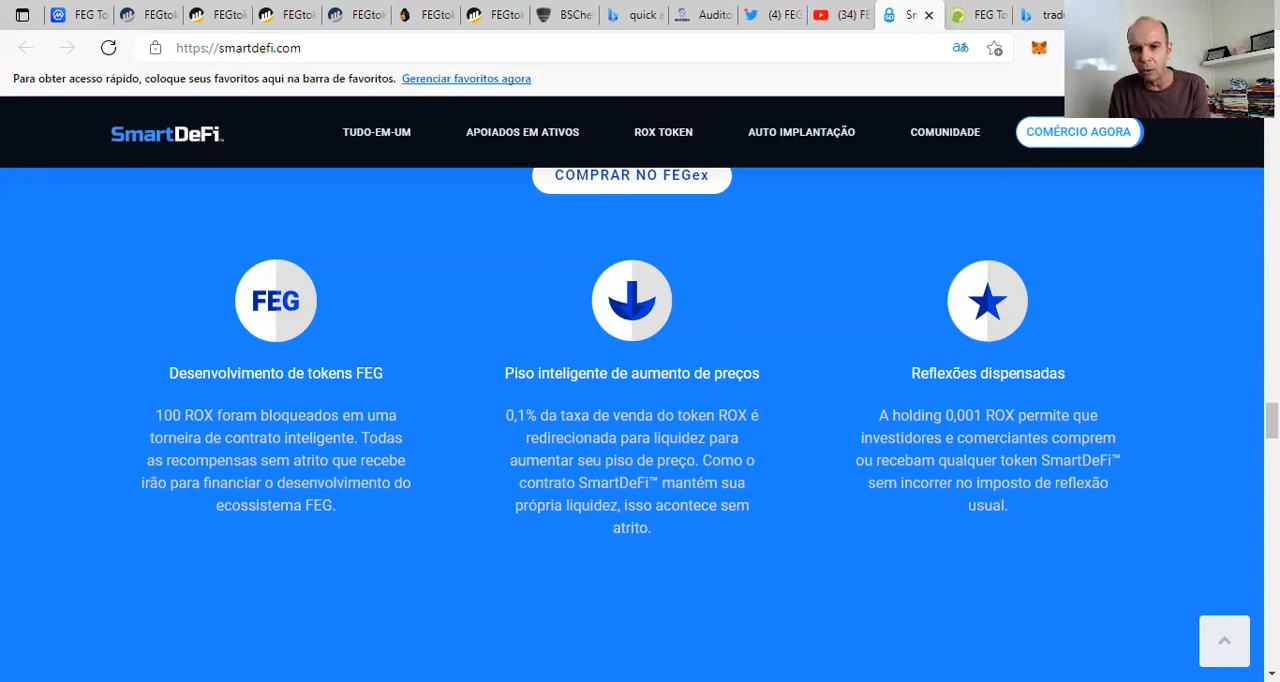 FEG To
FEGtok
FEGtok
FEGtok
FEGtok
FEGtok
FEGtok
BSChe
quick a
Audito
(4) FEG
(34) FE
FEG To
trad
https://smartdefi.com
Para obter acesso rápido, coloque seus favoritos aqui na barra de favoritos. Gerenciar favoritos agora
SmartDeFi
TUDO-EM-UM
APOIADOS EM ATIVOS
ROX TOKEN
AUTO IMPLANTAÇÃO
COMUNIDADE
COMÉRCIO AGORA
COMPRAR NO FEGex
FEG
Desenvolvimento de tokens FEG
100 ROX foram bloqueados em uma
torneira de contrato inteligente. Todas
as recompensas sem atrito que recebe
irão para financiar o desenvolvimento do
ecossistema FEG.
Piso inteligente de aumento de preços
0,1% da taxa de venda do token ROX é
redirecionada para liquidez para
aumentar seu piso de preço. Como o
contrato SmartDeFi™ mantém sua
própria liquidez, isso acontece sem
atrito.
Reflexões dispensadas
A holding 0,001 ROX permite que
investidores e comerciantes comprem
ou recebam qualquer token SmartDeFi™
sem incorrer no imposto de reflexão
usual.